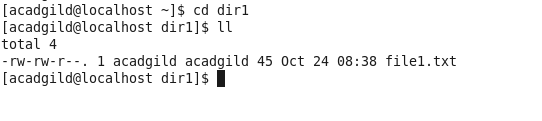 [acadgild@localhost ~]$ cd dir1
[acadgild@localhost dir1]$ ll
total 4
-rw-rw-r--. 1 acadgild acadgild 45 Oct 24 08:38 file1.txt
[acadgild@localhost dir1]$